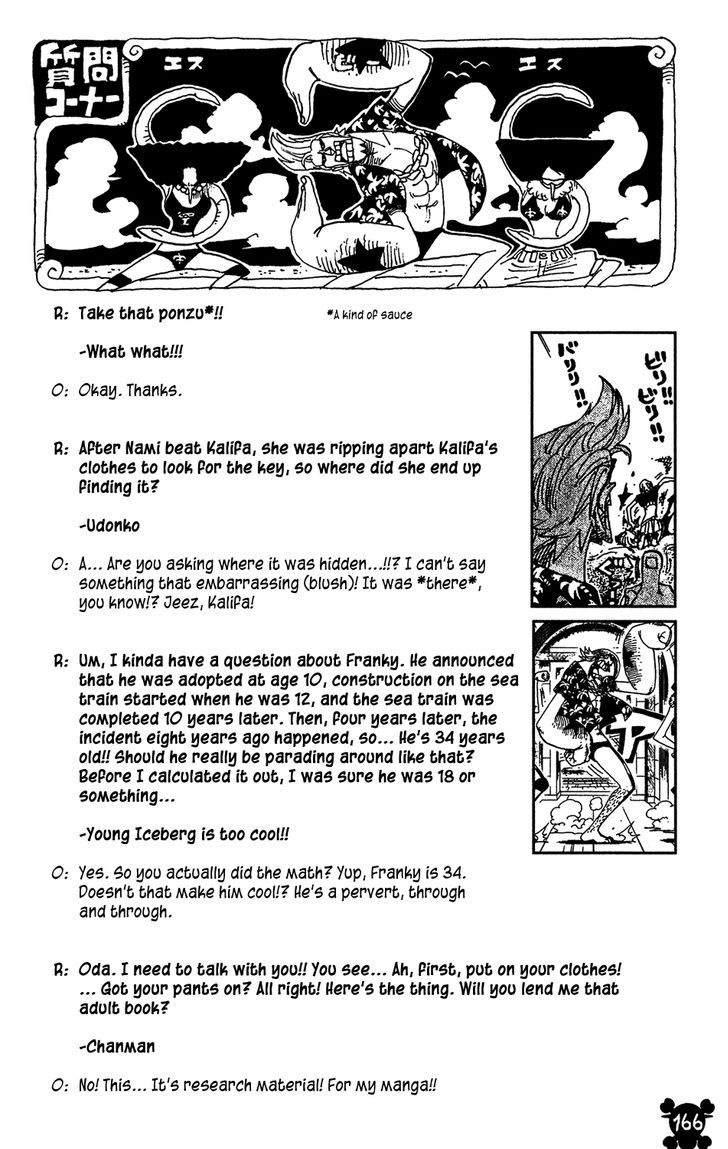 質問
コーナー
エス
エス
R: Take that ponzu*!!
*A kind of sauce
-What what!!!
O: Okay. Thanks.
R: After Nami beat Kalifa, she was ripping apart Kalifa's
clothes to look for the key, so where did she end up
finding it?
-Udonko
O: A... Are you asking where it was hidden...!!? I can't say
something that embarrassing (blush)! It was *there*,
you know!? Jeez, Kalifa!
ビリ!!
ビリ!!
ドリリ!!
R: Um, I kinda have a question about Franky. He announced
that he was adopted at age 10, construction on the sea
train started when he was 12, and the sea train was
completed 10 years later. Then, four years later, the
incident eight years ago happened, so... He's 34 years
old!! Should he really be parading around like that?
Before I calculated it out, I was sure he was 18 or
something...
-Young Iceberg is too cool!!
O: Yes. So you actually did the math? Yup, Franky is 34.
Doesn't that make him cool!? He's a pervert, through
and through.
R: Oda. I need to talk with you!! You see... Ah, first, put on your clothes!
... Got your pants on? All right! Here's the thing. Will you lend me that
adult book?
-Chanman
O: No! This... It's research material! For my manga!!
166